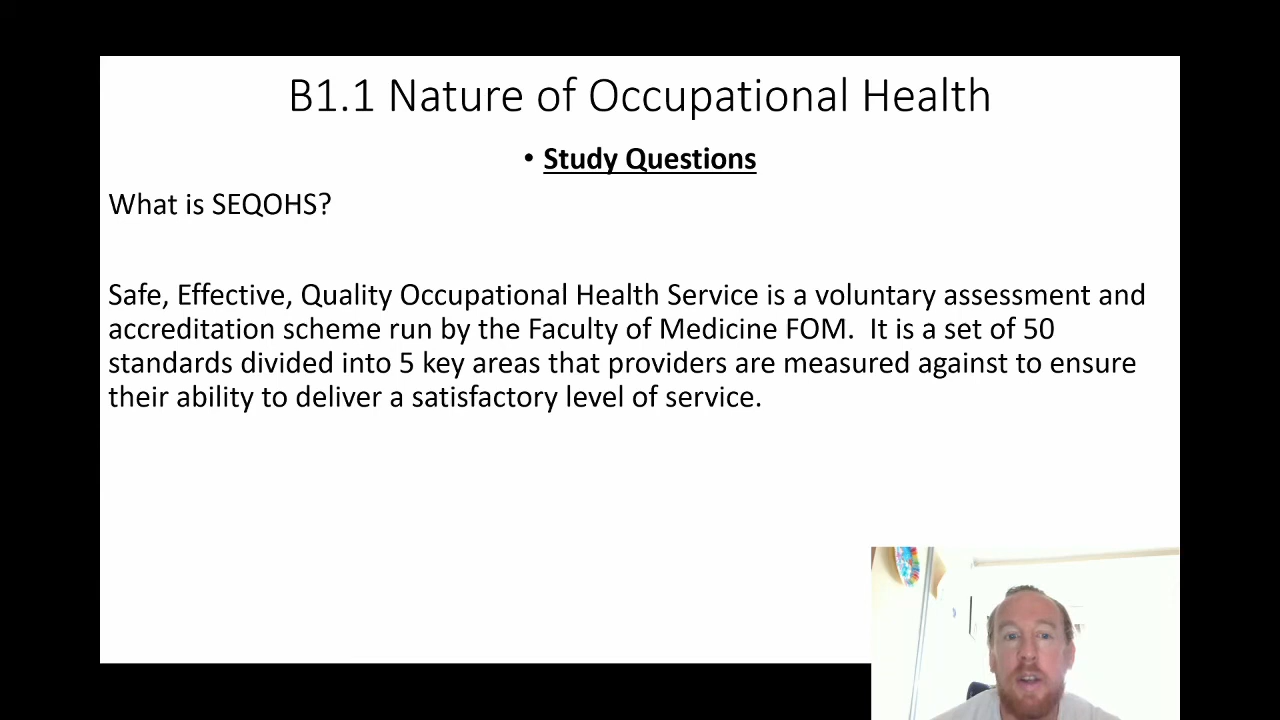 B1.1 Nature of Occupational Health
• Study Questions
What is SEQOHS?
Safe, Effective, Quality Occupational Health Service is a voluntary assessment and
accreditation scheme run by the Faculty of Medicine FOM.  It is a set of 50
standards divided into 5 key areas that providers are measured against to ensure
their ability to deliver a satisfactory level of service.